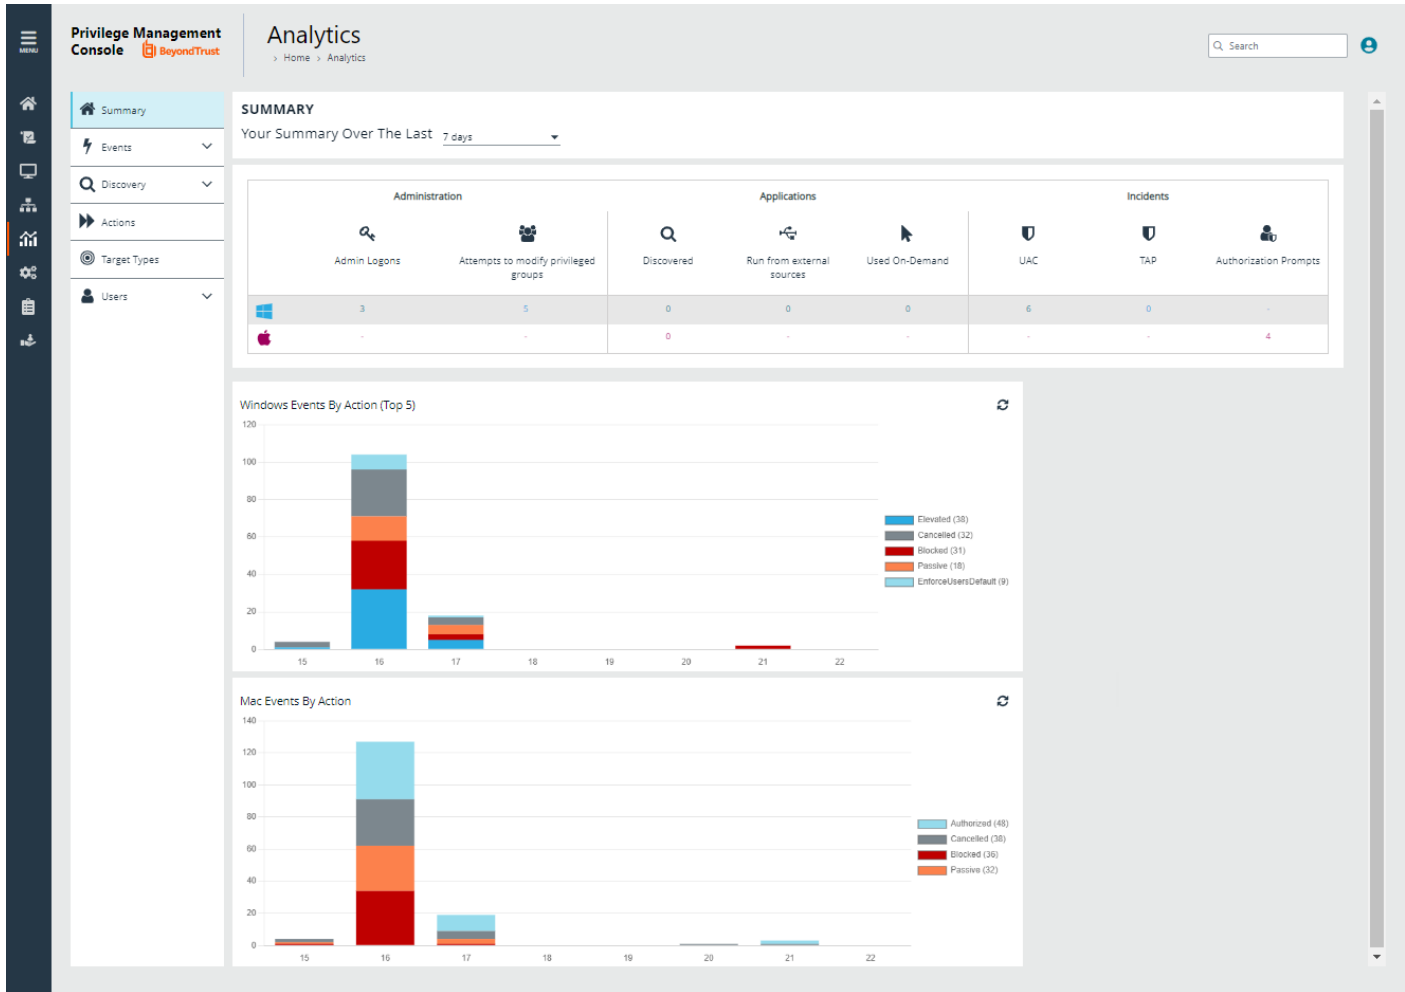 MENU
Privilege Management
Console BeyondTrust
Analytics
> Home > Analytics
Search
Summary
Events
Discovery
Actions
Target Types
Users
SUMMARY
Your Summary Over The Last 7 days
Administration Applications Incidents
Admin Logons Attempts to modify privileged groups Discovered Run from external sources Used On-Demand UAC TAP Authorization Prompts
3 5 0 0 0 6 0 -
- - 0 - - - - 4
Windows Events By Action (Top 5)
120
100
80
60
40
20
0
15 16 17 18 19 20 21 22
Elevated (38)
Cancelled (32)
Blocked (31)
Passive (18)
EnforceUsersDefault (9)
Mac Events By Action
140
120
100
80
60
40
20
0
15 16 17 18 19 20 21 22
Authorized (48)
Cancelled (38)
Blocked (36)
Passive (32)